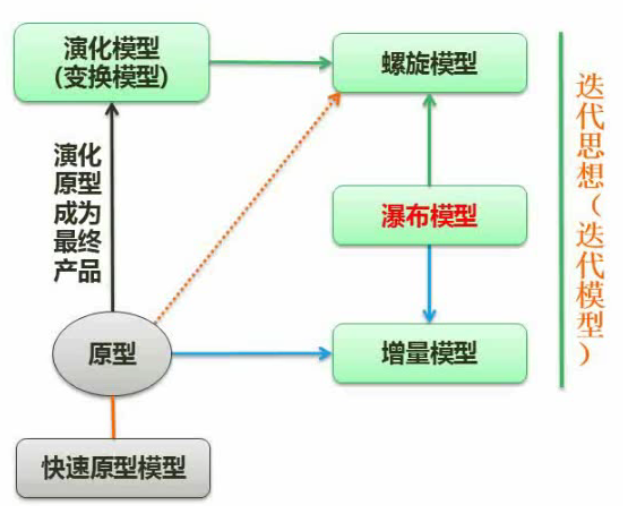 演化模型
(变换模型)
螺旋模型
演化
原型
成为
最终
产品
瀑布模型
原型
增量模型
快速原型模型
迭代思想（迭代模型）